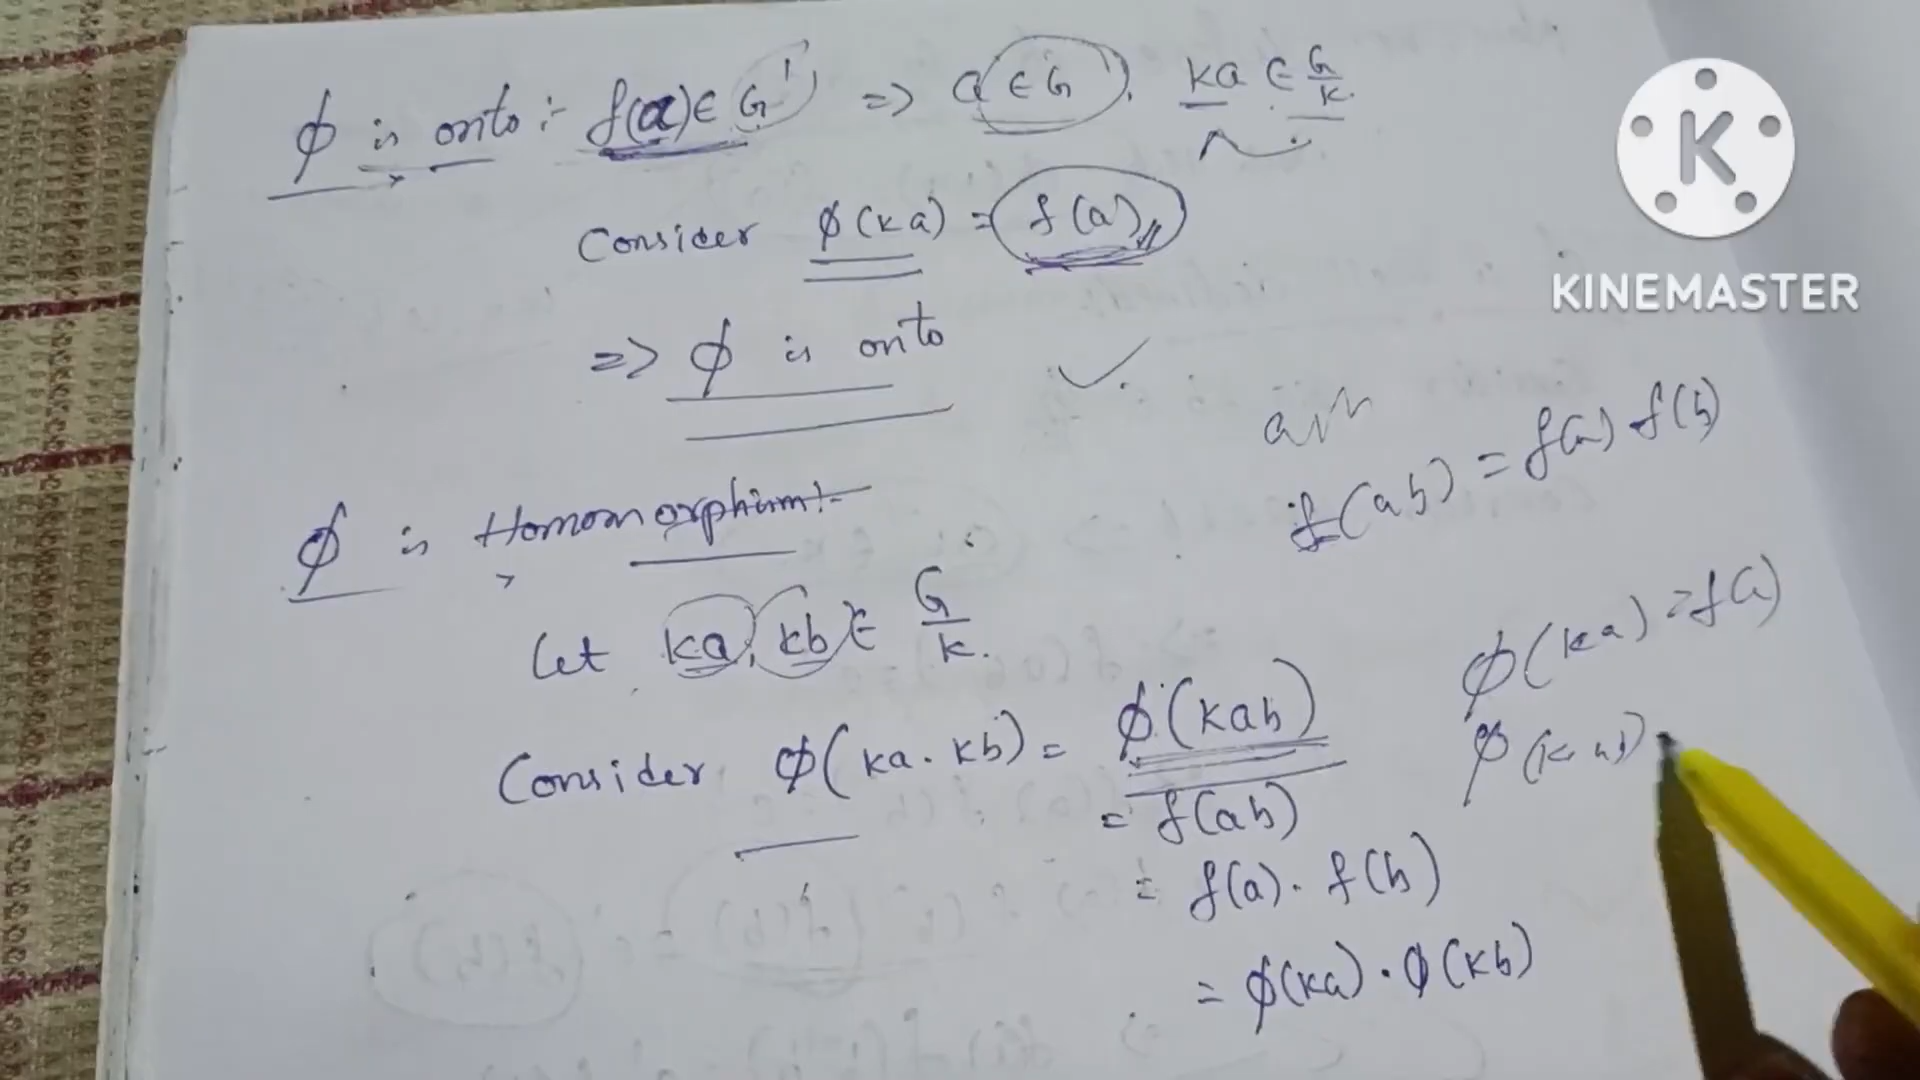 φ is onto :- f(a) ∈ G' => a ∈ G. ka ∈ G/k.
Consider φ(ka) = f(a)
=> φ is onto
f(ab) = f(a) f(b)
φ is Homomorphism:-
Let ka, kb ∈ G/k.
φ(ka) = f(a)
φ(kab)
Consider φ(ka.kb) = φ(kab)
= f(ab)
= f(a). f(b)
= φ(ka).φ(kb)
K
KINEMASTER